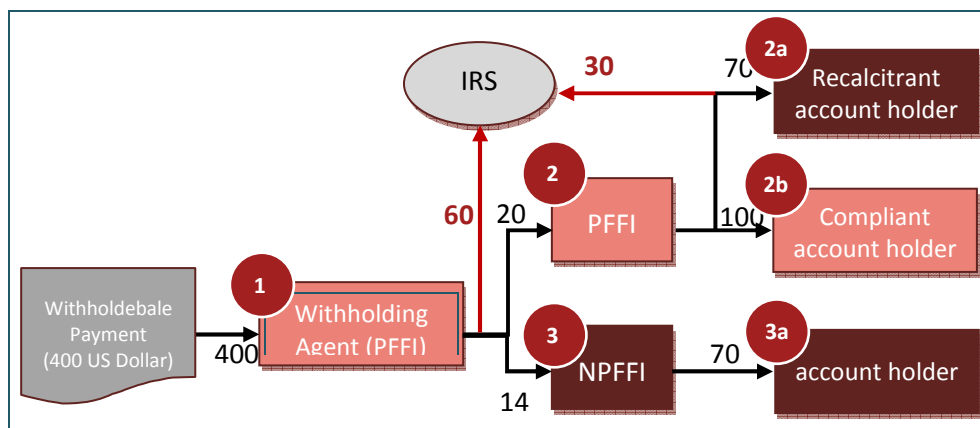 2a
30
70
IRS
Recalcitrant
account holder
2
2b
60
20
100
PFFI
Compliant
account holder
1
Withholdebale
Payment
(400 US Dollar)
400
Withholding
Agent (PFFI)
3
3a
14
NPFFI
70
account holder